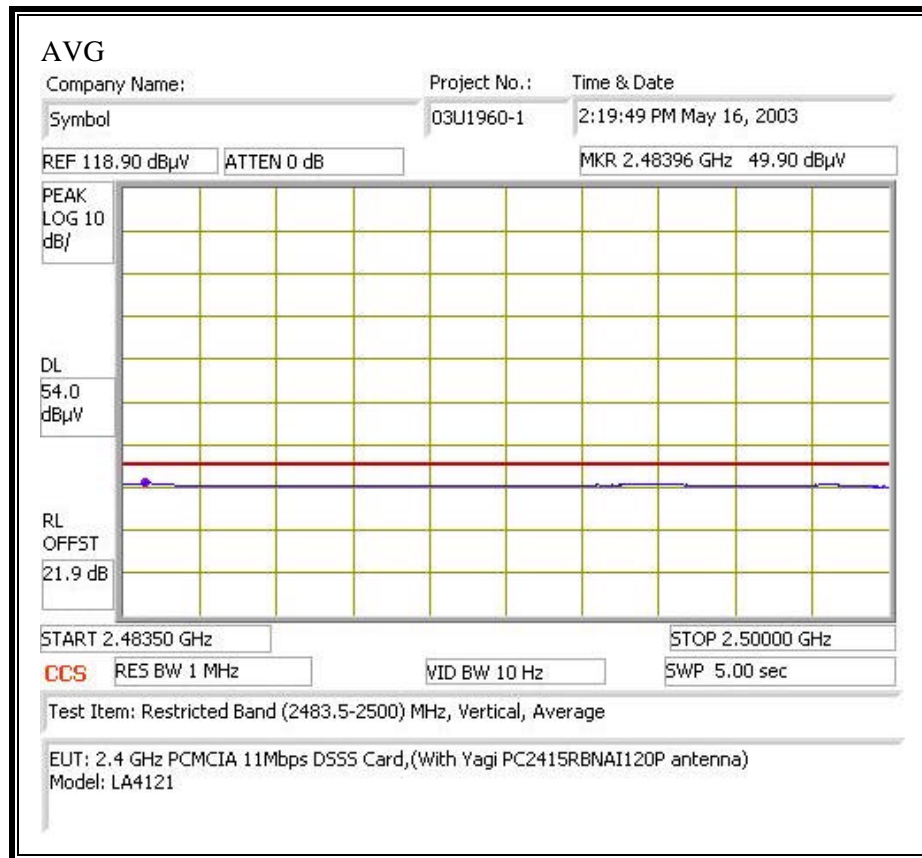 AVG
Company Name: Project No.: Time & Date
Symbol 03U1960-1 2:19:49 PM May 16, 2003
REF 118.90 dBµV ATTEN 0 dB MKR 2.48396 GHz 49.90 dBµV
PEAK
LOG 10
dB/
DL
54.0
dBµV
RL
OFFST
21.9 dB
START 2.48350 GHz STOP 2.50000 GHz
CCS RES BW 1 MHz VID BW 10 Hz SWP 5.00 sec
Test Item: Restricted Band (2483.5-2500) MHz, Vertical, Average
EUT: 2.4 GHz PCMCIA 11Mbps DSSS Card,(With Yagi PC2415RBNAI120P antenna)
Model: LA4121